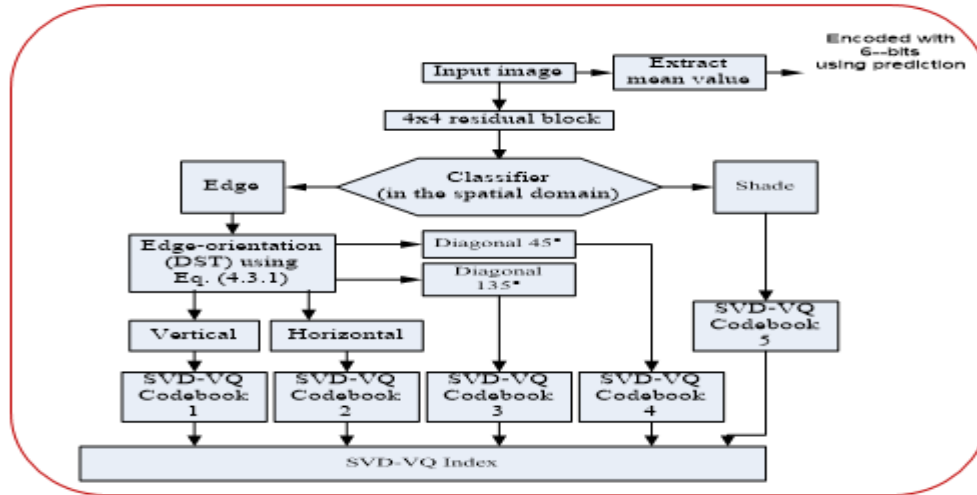 Encoded with
6--bits
using prediction
Input image
Extract
mean value
4x4 residual block
Classifier
(in the spatial domain)
Edge
Shade
Edge-orientation
(DST) using
Eq. (4.3.1)
Diagonal 45°
Diagonal
135°
Vertical
Horizontal
SVD-VQ
Codebook
5
SVD-VQ
Codebook
1
SVD-VQ
Codebook
2
SVD-VQ
Codebook
3
SVD-VQ
Codebook
4
SVD-VQ Index